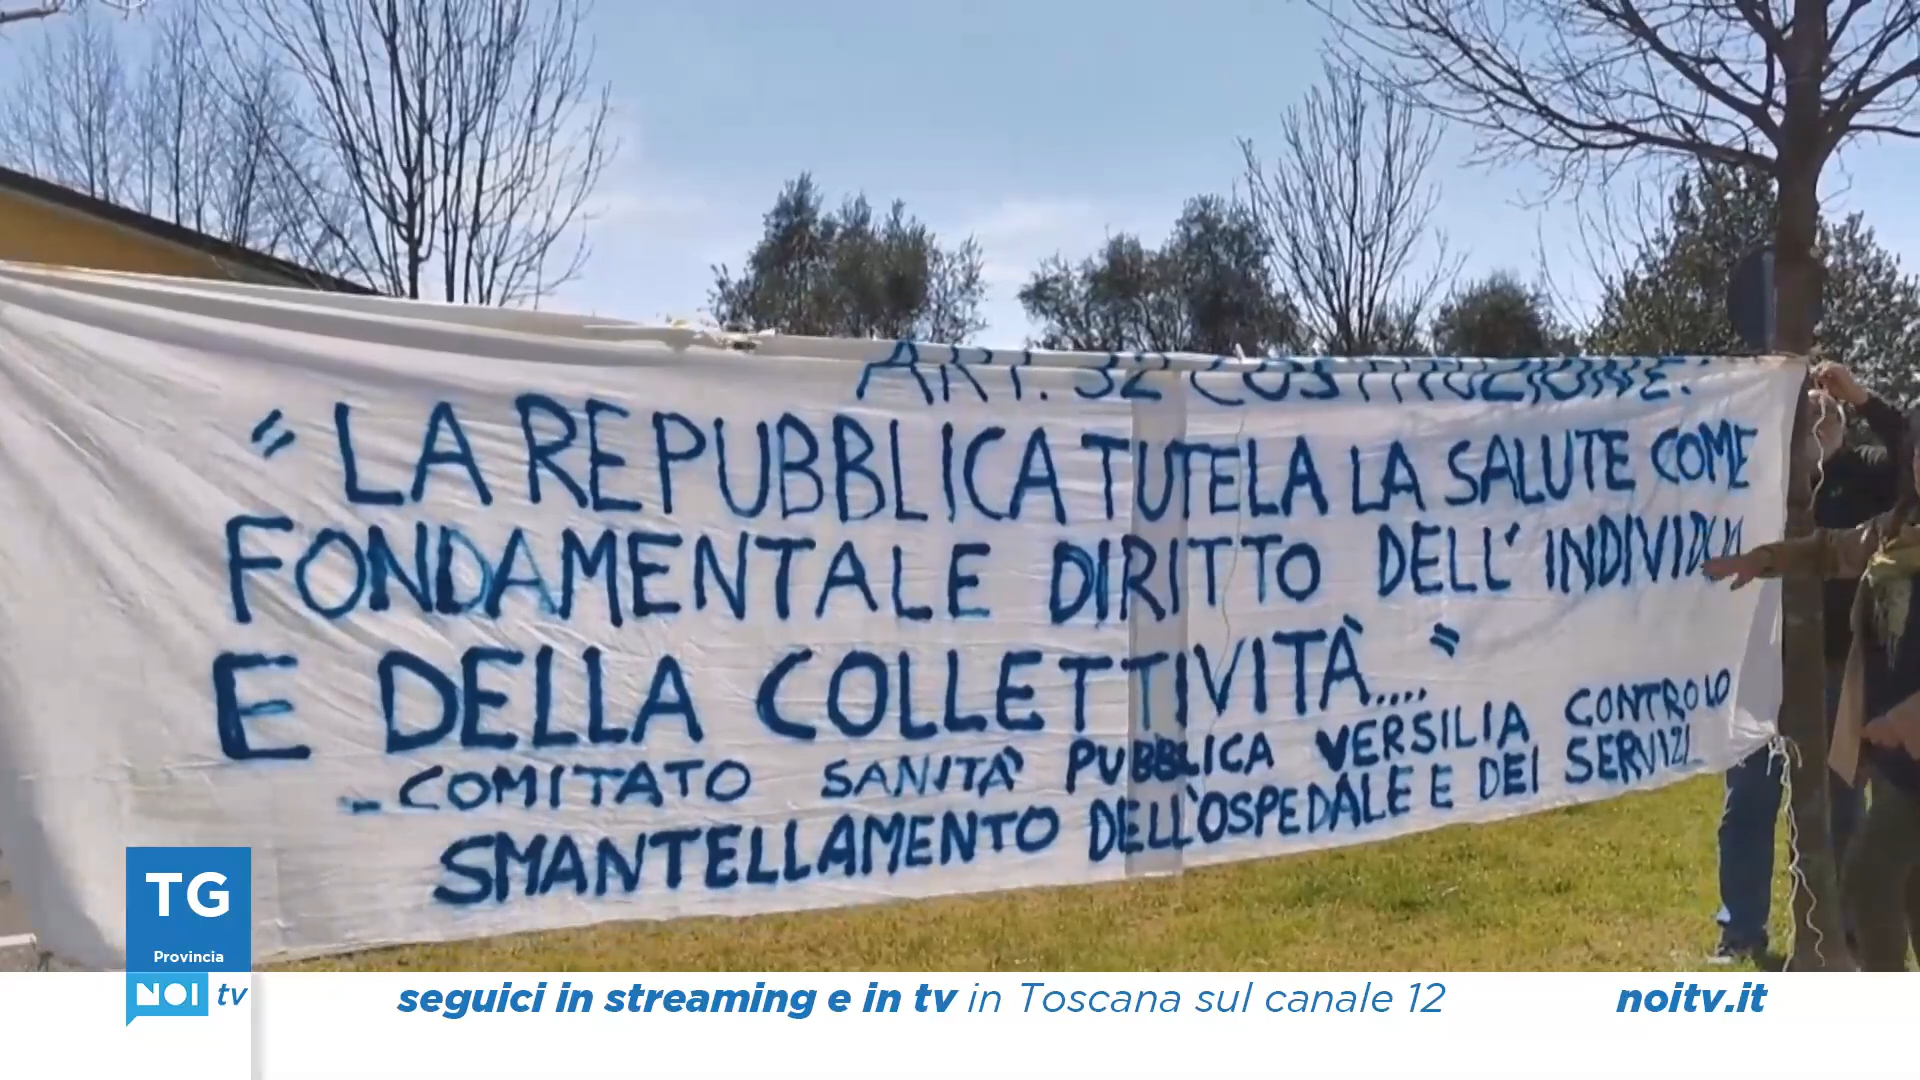 ART. 32 COSTITUZIONE:
"LA REPUBBLICA TUTELA LA SALUTE COME
FONDAMENTALE DIRITTO DELL'INDIVIDUO
E DELLA COLLETTIVITÀ...."
_COMITATO SANITÀ PUBBLICA VERSILIA CONTRO LO
SMANTELLAMENTO DELL'OSPEDALE E DEI SERVIZI_
TG
Provincia
NOI tv
seguici in streaming e in tv in Toscana sul canale 12
noitv.it